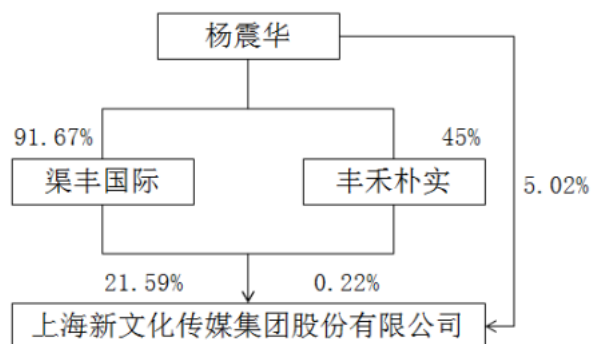 杨震华
91.67%
45%
渠丰国际
丰禾朴实
5.02%
21.59%
0.22%
上海新文化传媒集团股份有限公司